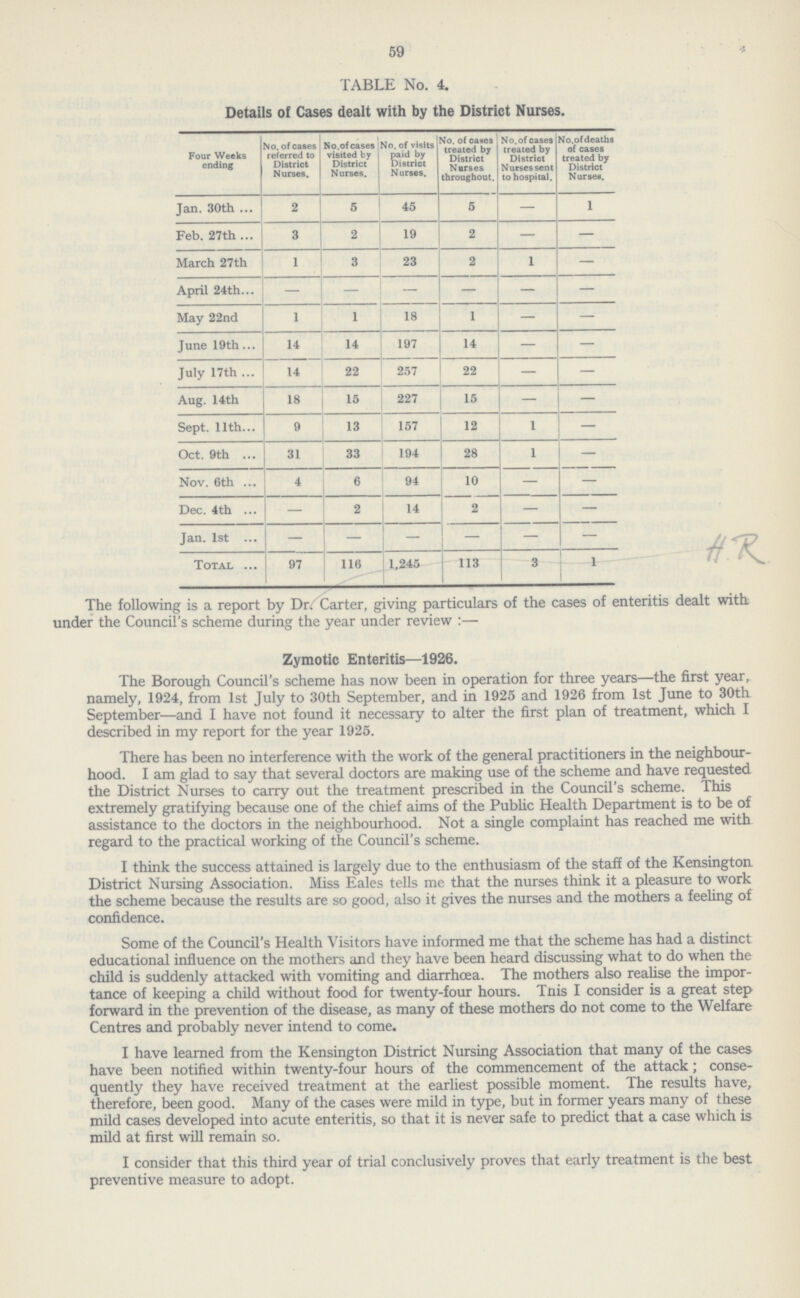 59
TABLE No. 4.
Details of Cases dealt with by the District Nurses.
Four Weeks ending | No. of cases referred to District Nurses. | No. of cases visited by District Nurses. | No. of visits paid by District Nurses. | No. of cases treated by District Nurses throughout. | No. of cases treated by District Nurses sent to hospital. | No. of deaths of cases treated by District Nurses.
Jan. 30th ... 2 5 45 5 — 1
Feb. 27th ... 3 2 19 2 — —
March 27th 1 3 23 2 1 —
April 24th... — — — — — —
May 22nd 1 1 18 1 — —
June 19th ... 14 14 197 14 — —
July 17th ... 14 22 257 22 — —
Aug. 14th 18 15 227 15 — —
Sept. 11th... 9 13 157 12 1 —
Oct. 9th ... 31 33 194 28 1 —
Nov. 6th ... 4 6 94 10 — —
Dec. 4th ... — 2 14 2 — —
Jan. 1st ... — — — — — —
TOTAL ... 97 116 1,245 113 3 1
H.R
The following is a report by Dr. Carter, giving particulars of the cases of enteritis dealt with
under the Council's scheme during the year under review :—
Zymotic Enteritis—1926.
The Borough Council's scheme has now been in operation for three years—the first year,
namely, 1924, from 1st July to 30th September, and in 1925 and 1926 from 1st June to 30th
September—and I have not found it necessary to alter the first plan of treatment, which I
described in my report for the year 1925.
There has been no interference with the work of the general practitioners in the neighbour-
hood. I am glad to say that several doctors are making use of the scheme and have requested
the District Nurses to carry out the treatment prescribed in the Council's scheme. This
extremely gratifying because one of the chief aims of the Public Health Department is to be of
assistance to the doctors in the neighbourhood. Not a single complaint has reached me with
regard to the practical working of the Council's scheme.
I think the success attained is largely due to the enthusiasm of the staff of the Kensington
District Nursing Association. Miss Eales tells me that the nurses think it a pleasure to work
the scheme because the results are so good, also it gives the nurses and the mothers a feeling of
confidence.
Some of the Council's Health Visitors have informed me that the scheme has had a distinct
educational influence on the mothers and they have been heard discussing what to do when the
child is suddenly attacked with vomiting and diarrhœa. The mothers also realise the impor-
tance of keeping a child without food for twenty-four hours. Tnis I consider is a great step
forward in the prevention of the disease, as many of these mothers do not come to the Welfare
Centres and probably never intend to come.
I have learned from the Kensington District Nursing Association that many of the cases
have been notified within twenty-four hours of the commencement of the attack ; conse-
quently they have received treatment at the earliest possible moment. The results have,
therefore, been good. Many of the cases were mild in type, but in former years many of these
mild cases developed into acute enteritis, so that it is never safe to predict that a case which is
mild at first will remain so.
I consider that this third year of trial conclusively proves that early treatment is the best
preventive measure to adopt.